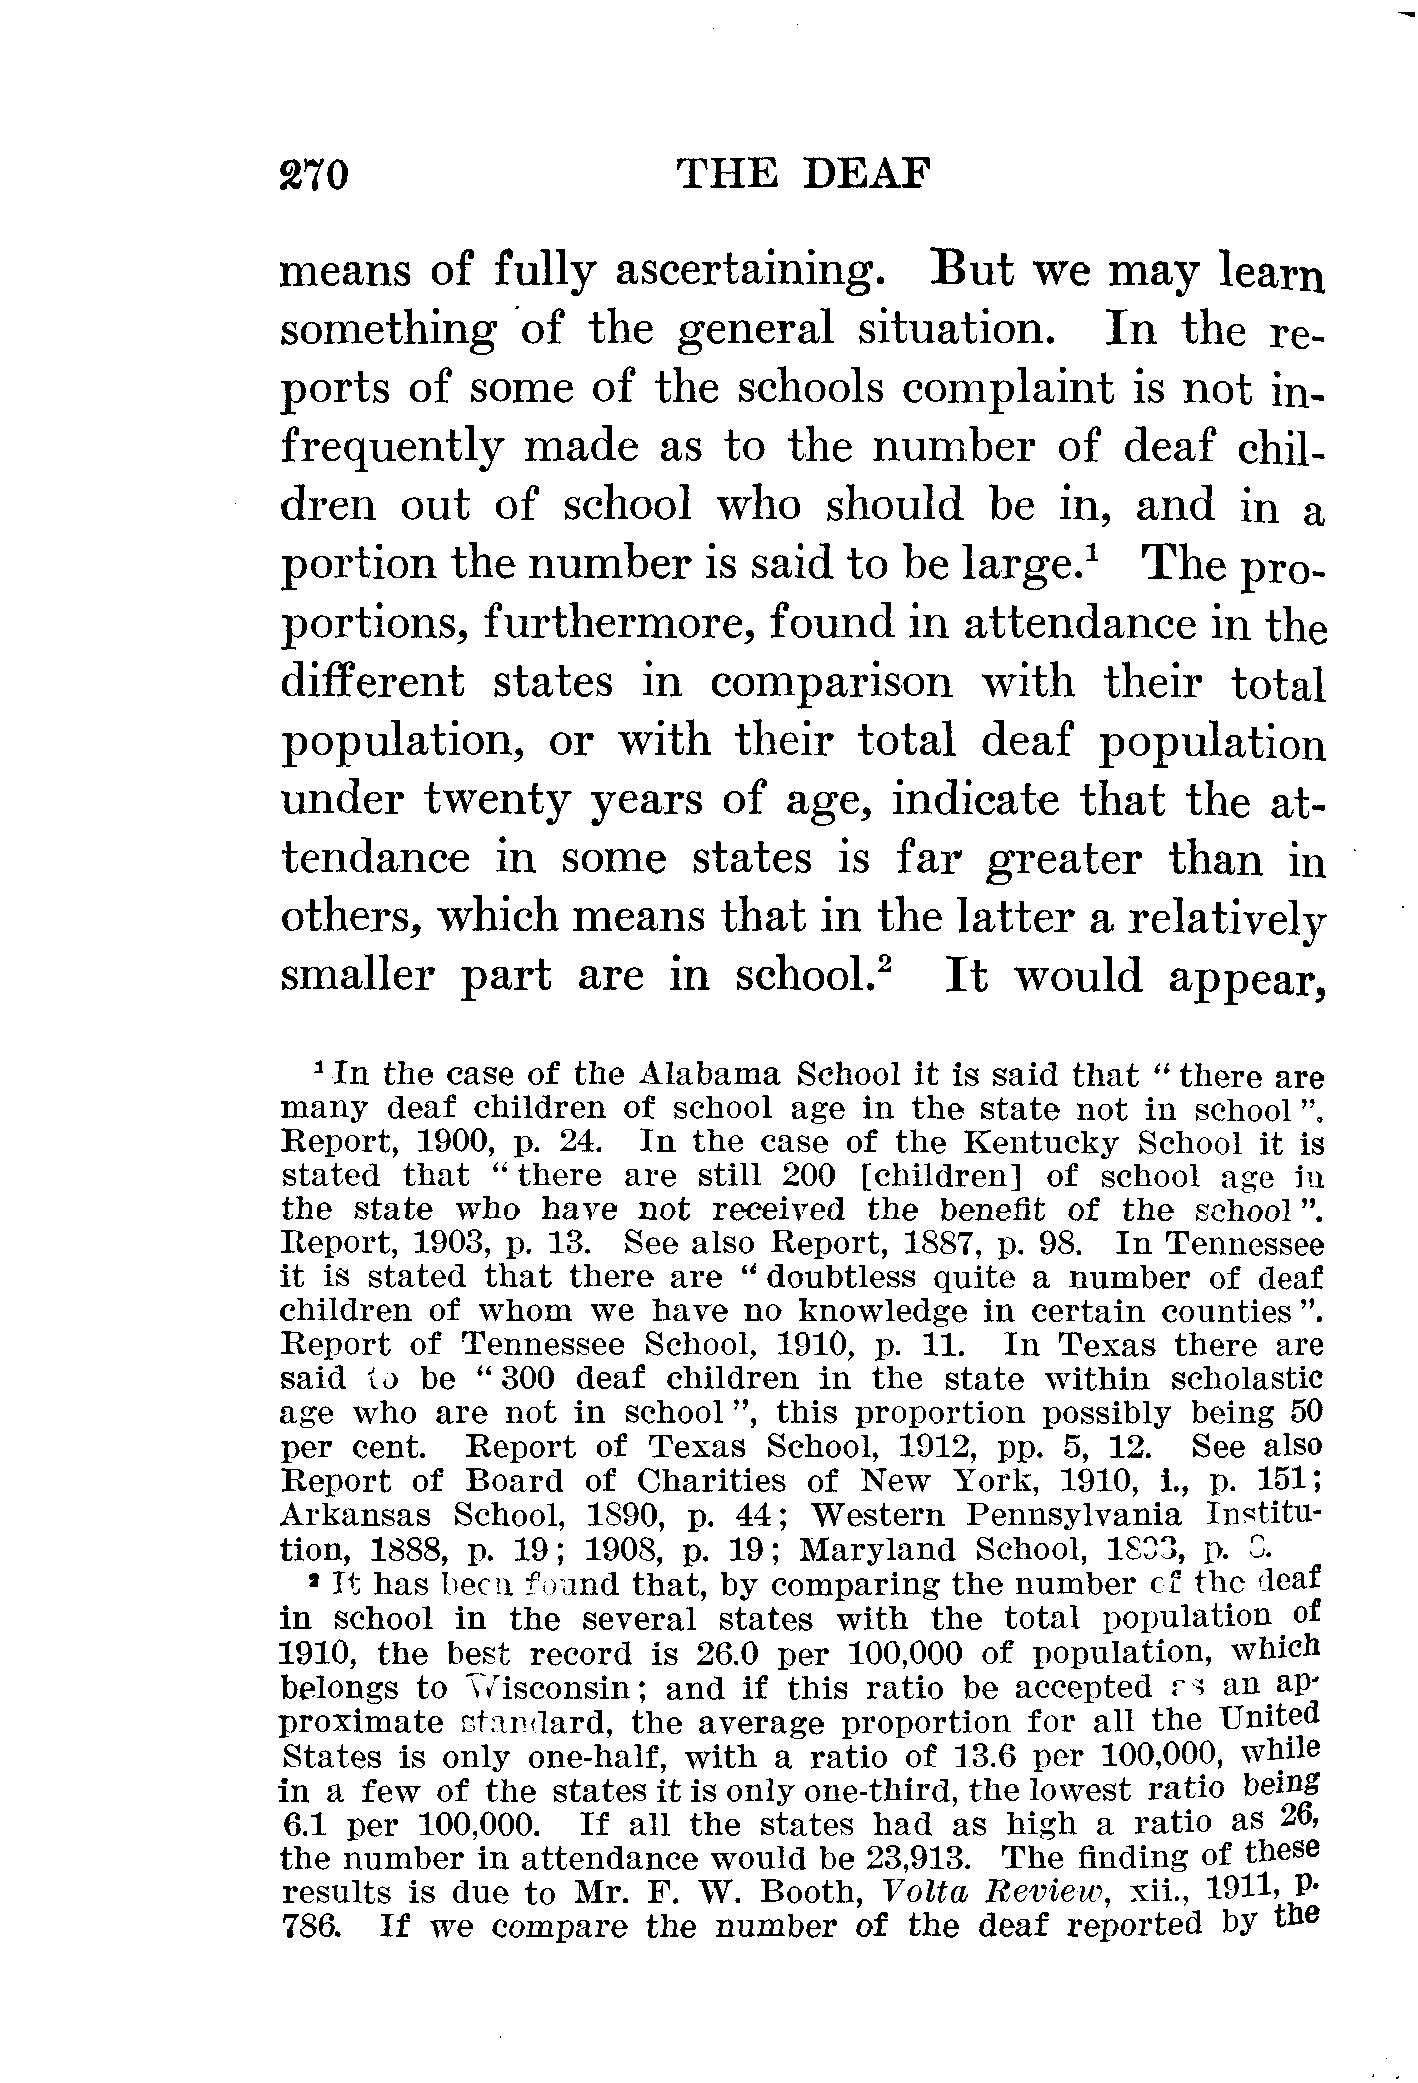 270 THE DEAF
means of fully ascertaining. But we may learn
something of the general situation. In the re-
ports of some of the schools complaint is not in-
frequently made as to the number of deaf chil-
dren out of school who should be in, and in a
portion the number is said to be large.¹ The pro-
portions, furthermore, found in attendance in the
different states in comparison with their total
population, or with their total deaf population
under twenty years of age, indicate that the at-
tendance in some states is far greater than in
others, which means that in the latter a relatively
smaller part are in school.² It would appear,
¹ In the case of the Alabama School it is said that “ there are
many deaf children of school age in the state not in school ”.
Report, 1900, p. 24. In the case of the Kentucky School it is
stated that “ there are still 200 [children] of school age in
the state who have not received the benefit of the school ”.
Report, 1903, p. 13. See also Report, 1887, p. 98. In Tennessee
it is stated that there are “ doubtless quite a number of deaf
children of whom we have no knowledge in certain counties ”.
Report of Tennessee School, 1910, p. 11. In Texas there are
said to be “ 300 deaf children in the state within scholastic
age who are not in school ”, this proportion possibly being 50
per cent. Report of Texas School, 1912, pp. 5, 12. See also
Report of Board of Charities of New York, 1910, i., p. 151;
Arkansas School, 1890, p. 44; Western Pennsylvania Institu-
tion, 1888, p. 19; 1908, p. 19; Maryland School, p.
² It has been found that, by comparing the number of the deaf
in school in the several states with the total population of
1910, the best record is 26.0 per 100,000 of population, which
belongs to Wisconsin; and if this ratio be accepted as an ap-
proximate standard, the average proportion for all the United
States is only one-half, with a ratio of 13.6 per 100,000, while
in a few of the states it is only one-third, the lowest ratio being
6.1 per 100,000. If all the states had as high a ratio as 26,
the number in attendance would be 23,913. The finding of these
results is due to Mr. F. W. Booth, Volta Review, xii., 1911, p.
786. If we compare the number of the deaf reported by the